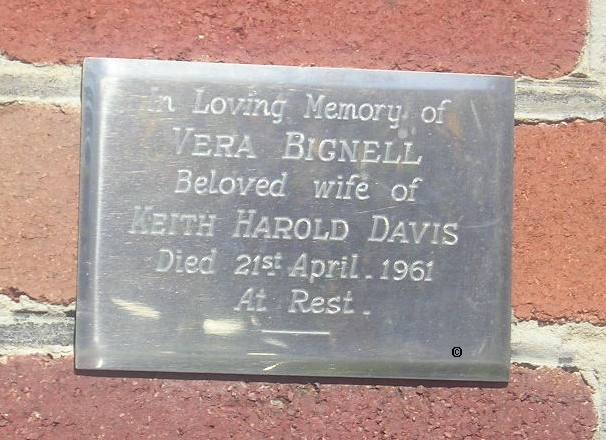 In Loving Memory of
VERA BIGNELL
Beloved wife of
KEITH HAROLD DAVIS
Died 21st April. 1961
At Rest.
©